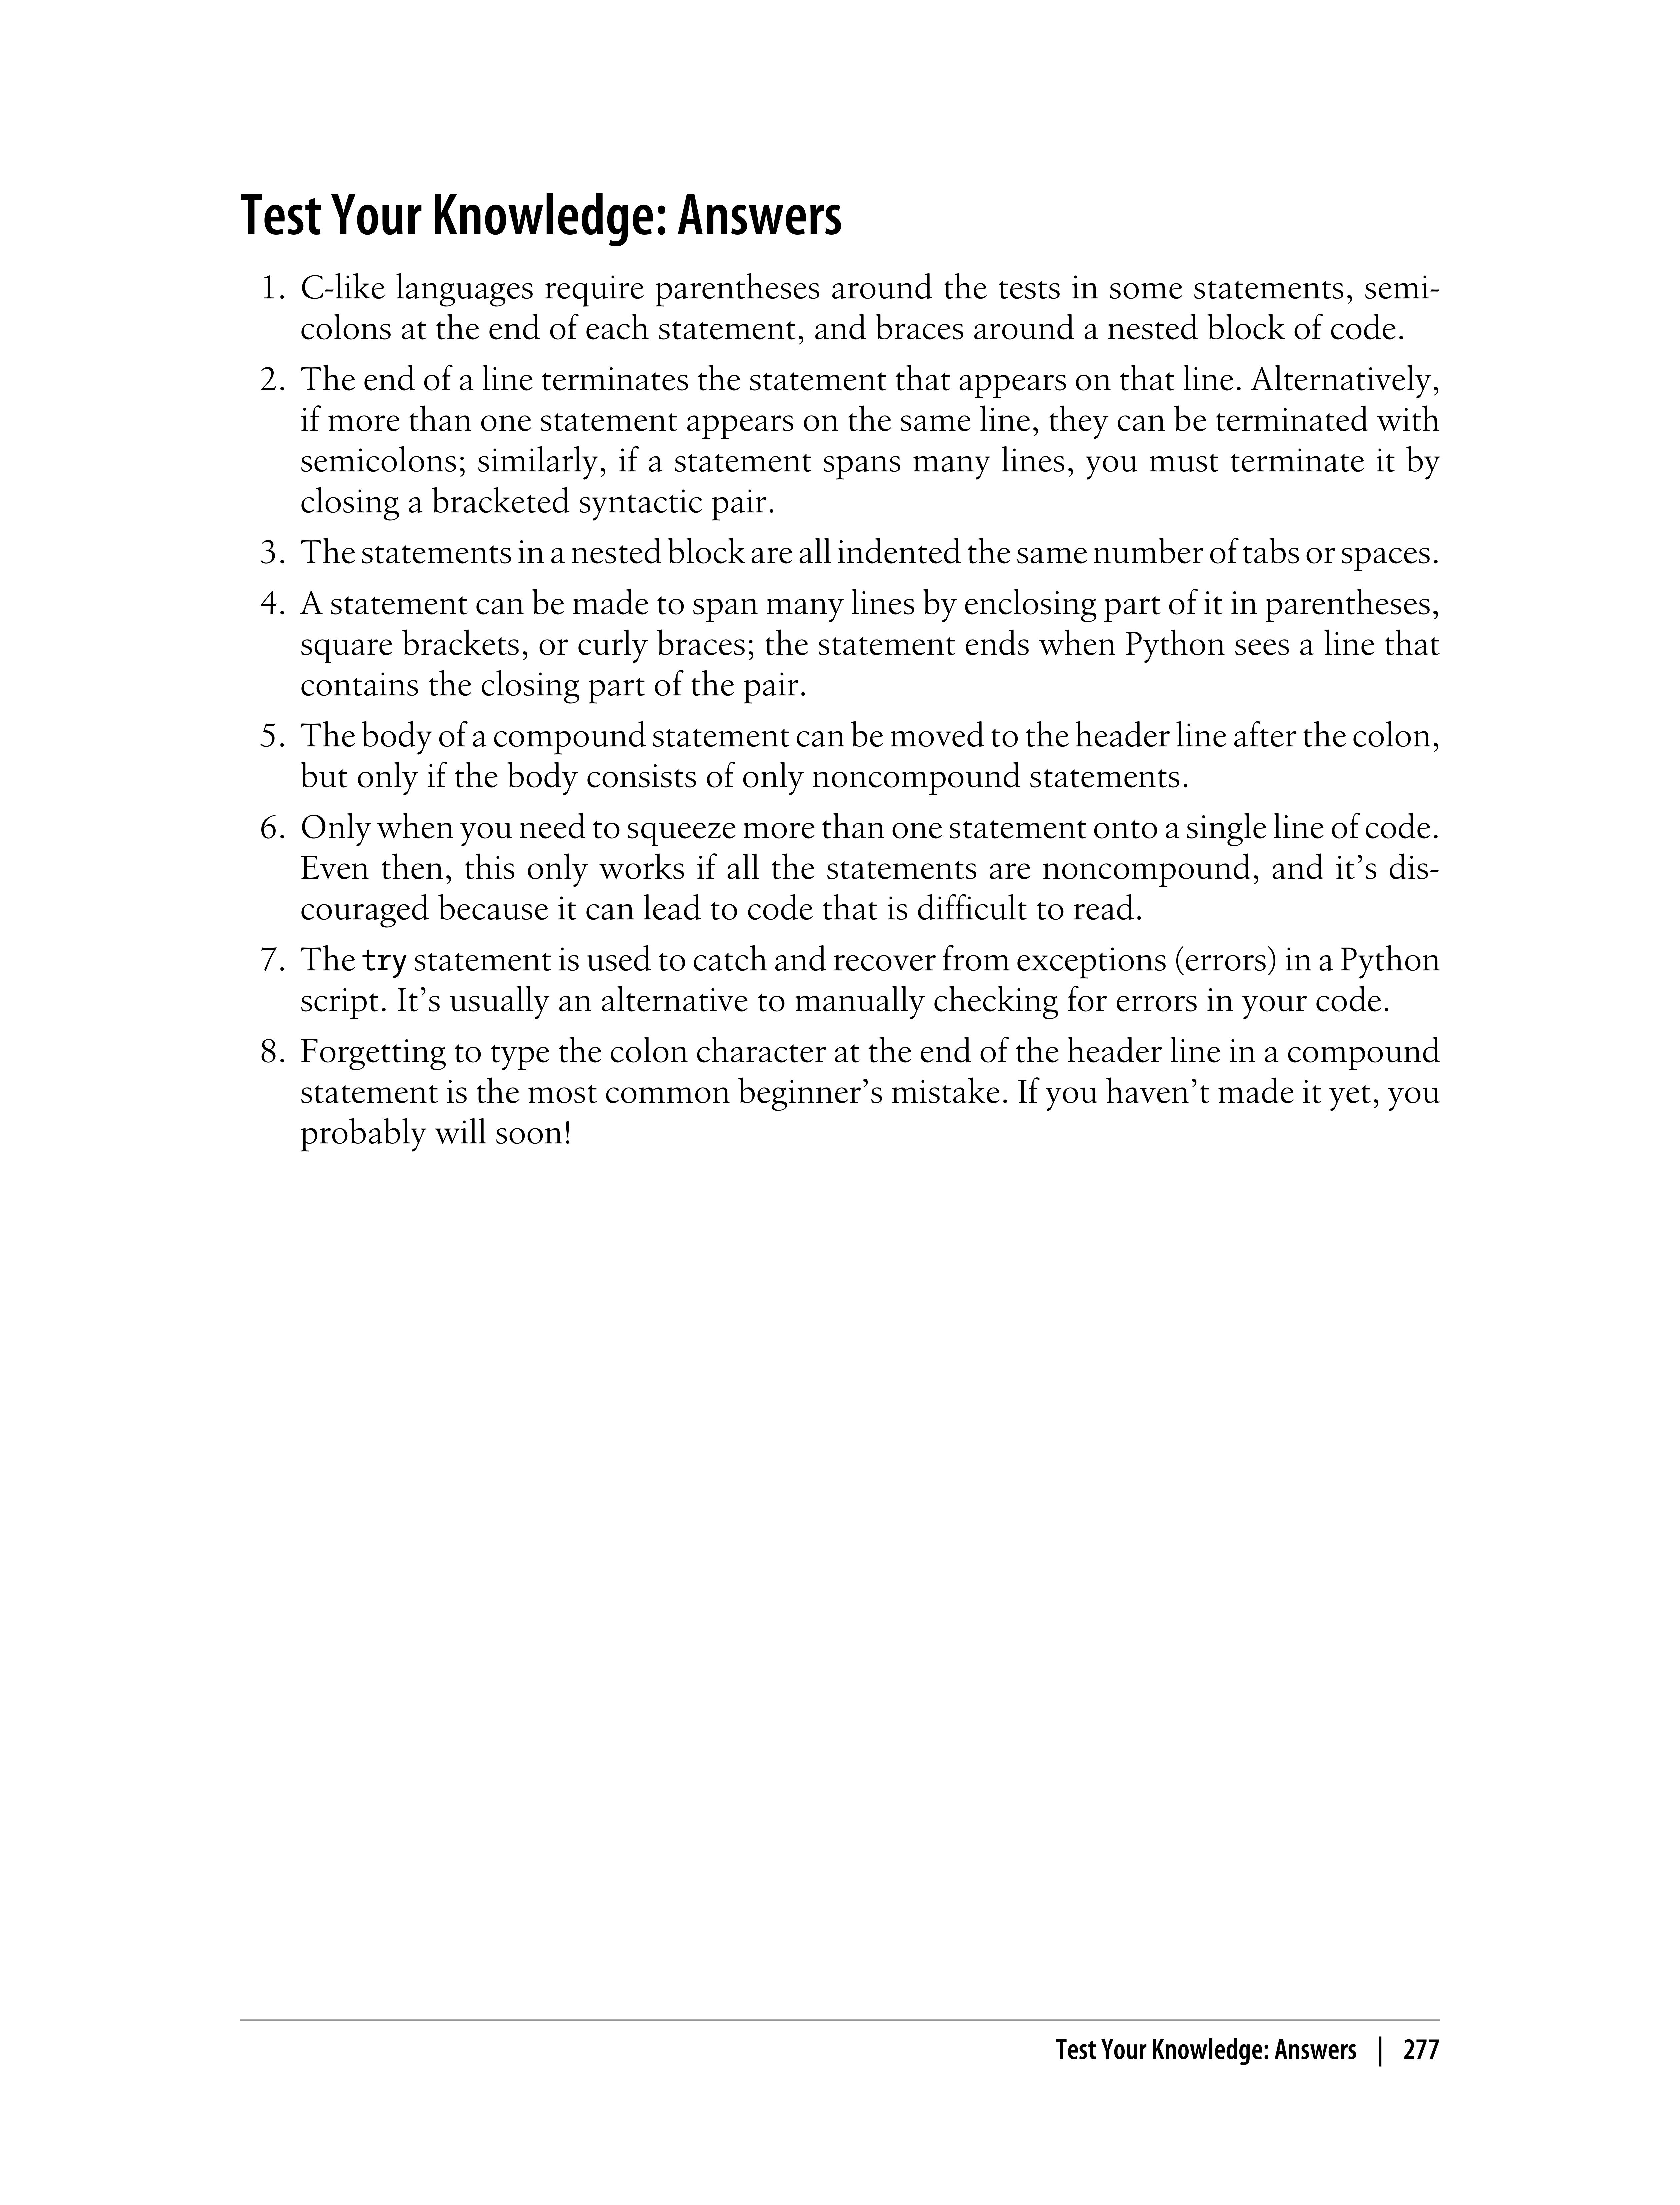 Test Your Knowledge: Answers
1. C-like languages require parentheses around the tests in some statements, semi-
colons at the end of each statement, and braces around a nested block of code.
2. The end of a line terminates the statement that appears on that line. Alternatively,
if more than one statement appears on the same line, they can be terminated with
semicolons; similarly, if a statement spans many lines, you must terminate it by
closing a bracketed syntactic pair.
3. The statements in a nested block are all indented the same number of tabs or spaces.
4. A statement can be made to span many lines by enclosing part of it in parentheses,
square brackets, or curly braces; the statement ends when Python sees a line that
contains the closing part of the pair.
5. The body of a compound statement can be moved to the header line after the colon,
but only if the body consists of only noncompound statements.
6. Only when you need to squeeze more than one statement onto a single line of code.
Even then, this only works if all the statements are noncompound, and it’s dis-
couraged because it can lead to code that is difficult to read.
7. The try statement is used to catch and recover from exceptions (errors) in a Python
script. It’s usually an alternative to manually checking for errors in your code.
8. Forgetting to type the colon character at the end of the header line in a compound
statement is the most common beginner’s mistake. If you haven’t made it yet, you
probably will soon!
Test Your Knowledge: Answers | 277